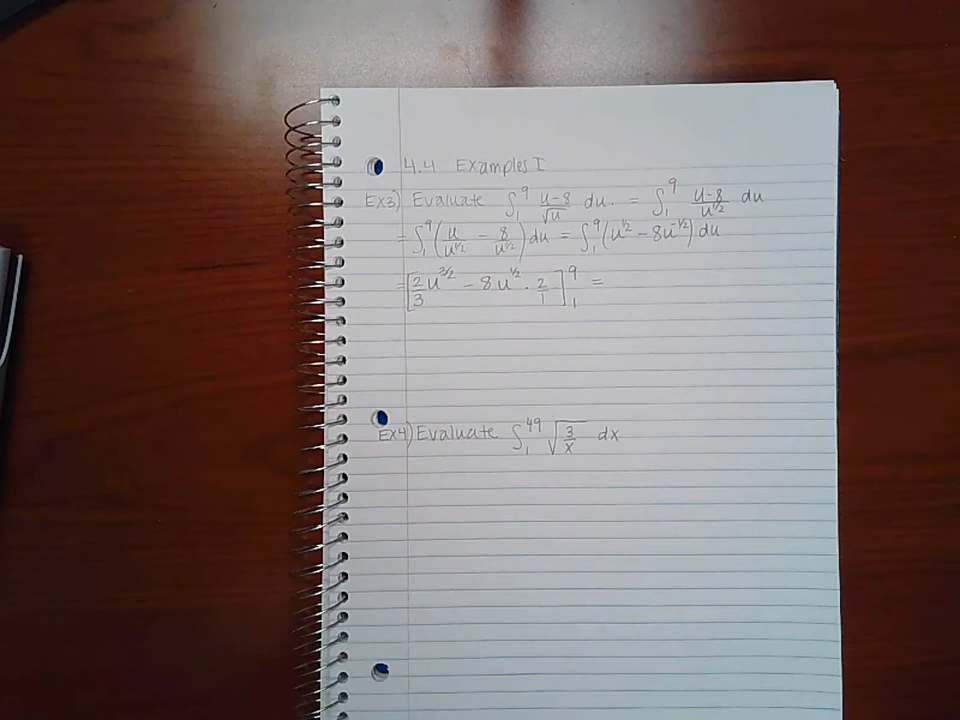 4.4 Examples I
Ex3) Evaluate ∫₁⁹ (u-8)/√u du. = ∫₁⁹ (u-8)/u^(1/2) du
= ∫₁⁹ (u/u^(1/2) - 8/u^(1/2)) du = ∫₁⁹ (u^(1/2) - 8u^(-1/2)) du
= [2/3 u^(3/2) - 8u^(1/2) · 2/1]₁⁹ =
Ex4) Evaluate ∫₁⁴⁹ √(3/x) dx